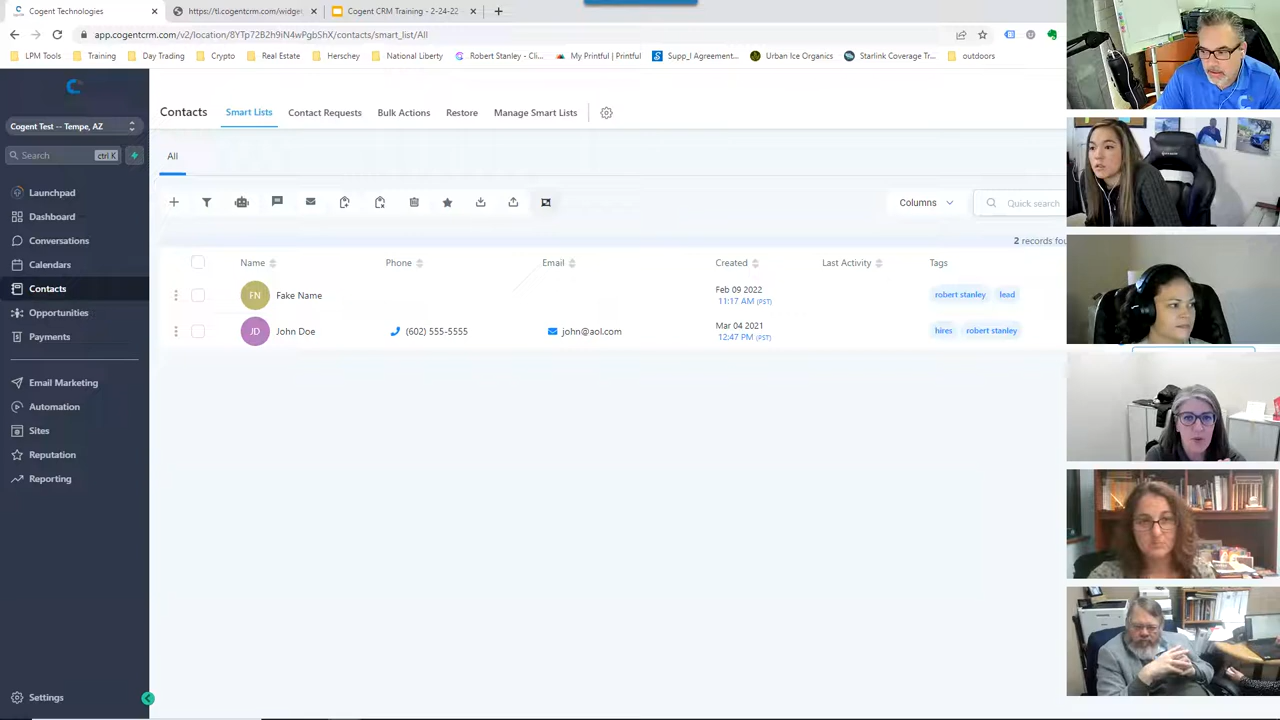 Cogent Technologies
https://tl.cogentcrm.com/widge
Cogent CRM Training - 2-24-22
app.cogentcrm.com/v2/location/8YTp72B2h9iN4wPgbShX/contacts/smart_list/All
LPM Tools
Training
Day Trading
Crypto
Real Estate
Herschey
National Liberty
Robert Stanley - Cli...
My Printful | Printful
Supp_l Agreement...
Urban Ice Organics
Starlink Coverage Tr...
outdoors
Contacts
Smart Lists
Contact Requests
Bulk Actions
Restore
Manage Smart Lists
Cogent Test -- Tempe, AZ
Search
ctrl K
All
Launchpad
Dashboard
Conversations
Calendars
Contacts
Opportunities
Payments
Email Marketing
Automation
Sites
Reputation
Reporting
Settings
Columns
Quick search
2 records fou
Name
Phone
Email
Created
Last Activity
Tags
FN
Fake Name
Feb 09 2022
11:17 AM (PST)
robert stanley
lead
JD
John Doe
(602) 555-5555
john@aol.com
Mar 04 2021
12:47 PM (PST)
hires
robert stanley